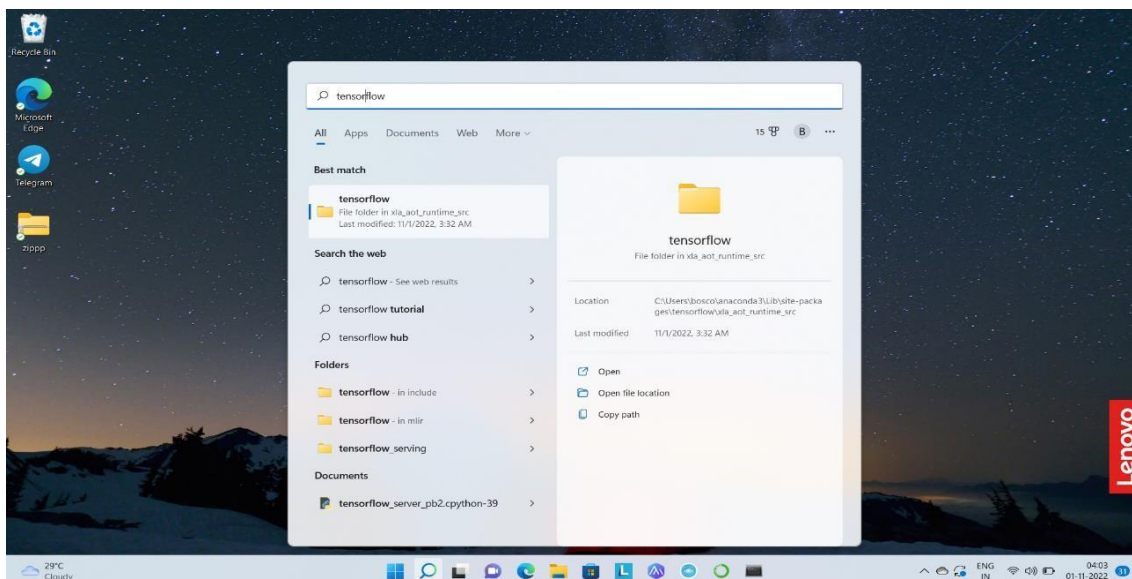 Recycle Bin
Microsoft
Edge
Telegram
zippp
tensorflow
All Apps Documents Web More
15 B ...
Best match
tensorflow
File folder in xla_aot_runtime_src
Last modified: 11/1/2022, 3:32 AM
Search the web
tensorflow - See web results
tensorflow tutorial
tensorflow hub
Folders
tensorflow - in include
tensorflow - in mlir
tensorflow_serving
Documents
tensorflow_server_pb2.cpython-39
tensorflow
File folder in xla_aot_runtime_src
Location C:\Users\bosco\anaconda3\Lib\site-packa
ges\tensorflow\xla_aot_runtime_src
Last modified 11/1/2022, 3:32 AM
Open
Open file location
Copy path
Lenovo
29°C
Cloudy
L
ENG
IN
04:03
01-11-2022
31